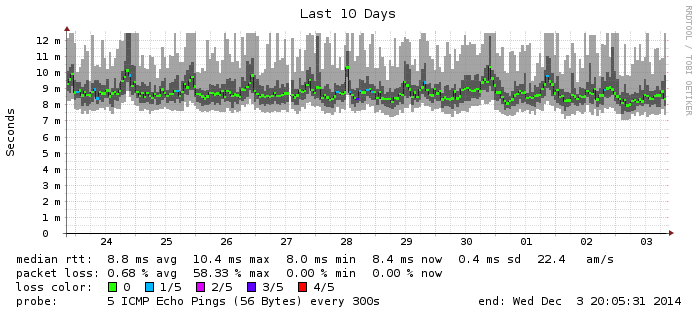 Last 10 Days
RRDTOOL / TOBI OETIKER
Seconds
12 m
11 m
10 m
9 m
8 m
7 m
6 m
5 m
4 m
3 m
2 m
1 m
0
24 25 26 27 28 29 30 01 02 03
median rtt: 8.8 ms avg 10.4 ms max 8.0 ms min 8.4 ms now 0.4 ms sd 22.4 am/s
packet loss: 0.68 % avg 58.33 % max 0.00 % min 0.00 % now
loss color: 0 1/5 2/5 3/5 4/5
probe: 5 ICMP Echo Pings (56 Bytes) every 300s end: Wed Dec 3 20:05:31 2014